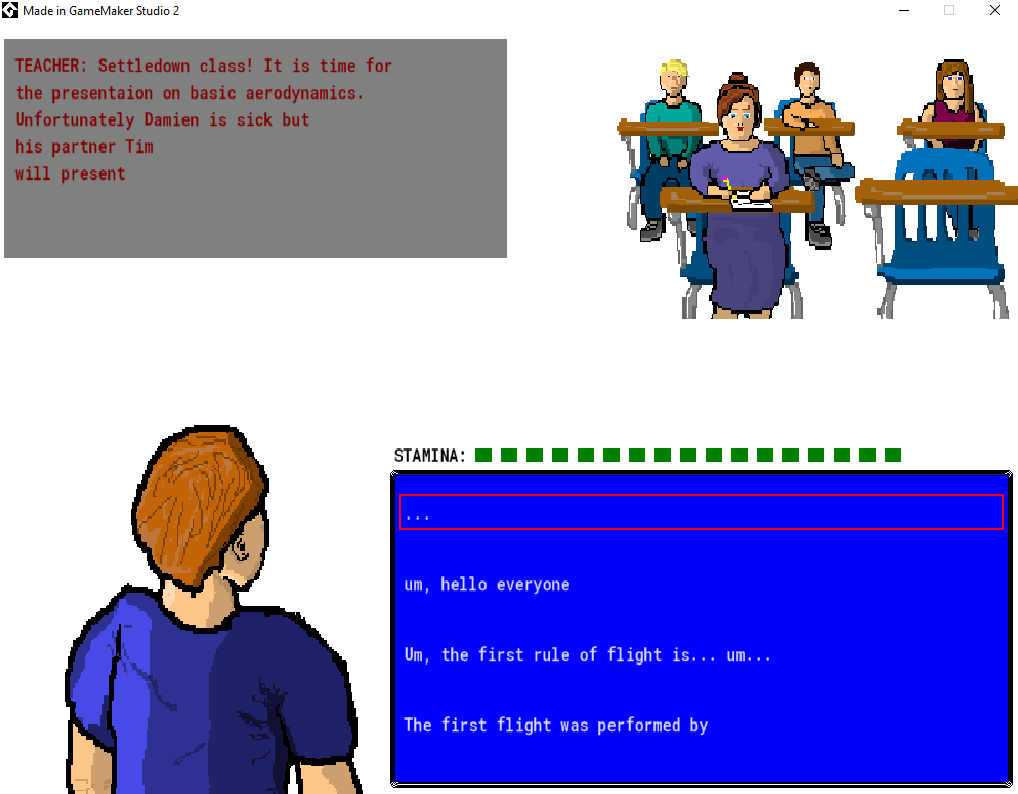 Made in GameMaker Studio 2
TEACHER: Settledown class! It is time for
the presentaion on basic aerodynamics.
Unfortunately Damien is sick but
his partner Tim
will present
STAMINA:
...
um, hello everyone
Um, the first rule of flight is... um...
The first flight was performed by